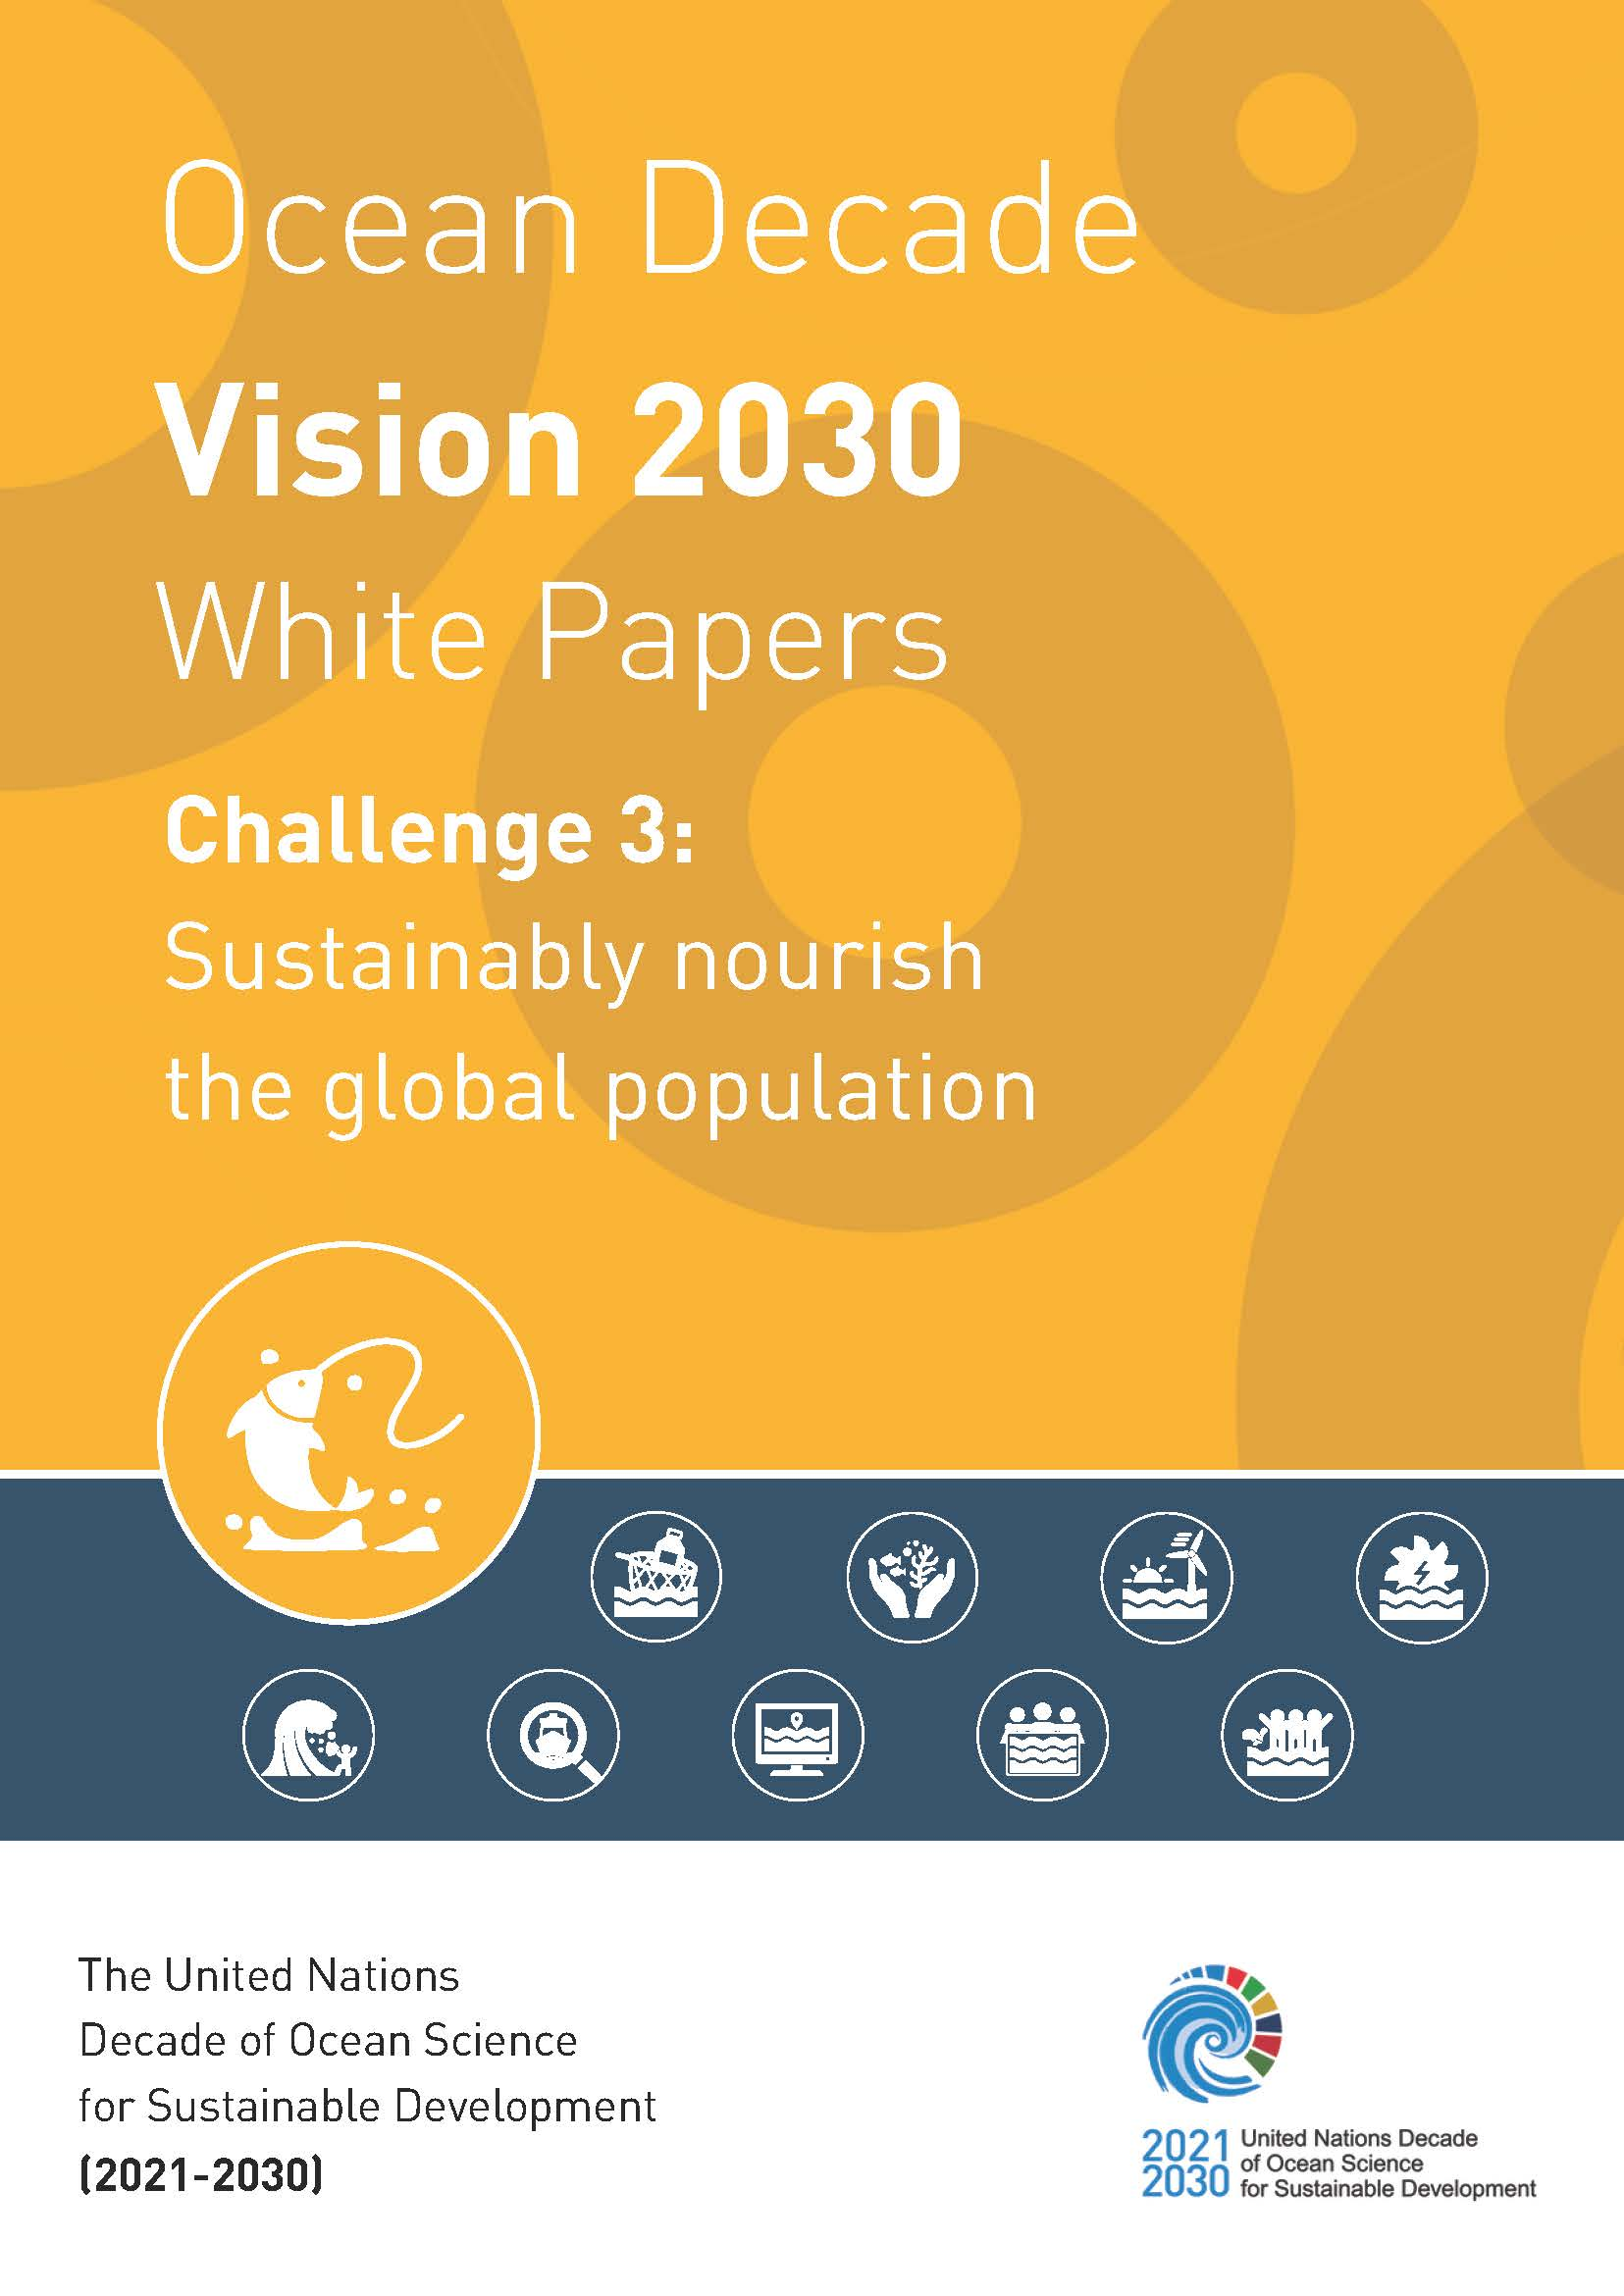 Ocean Decade
Vision 2030
White Papers
Challenge 3:
Sustainably nourish
the global population
The United Nations
Decade of Ocean Science
for Sustainable Development
(2021-2030)
2021
2030
United Nations Decade
of Ocean Science
for Sustainable Development